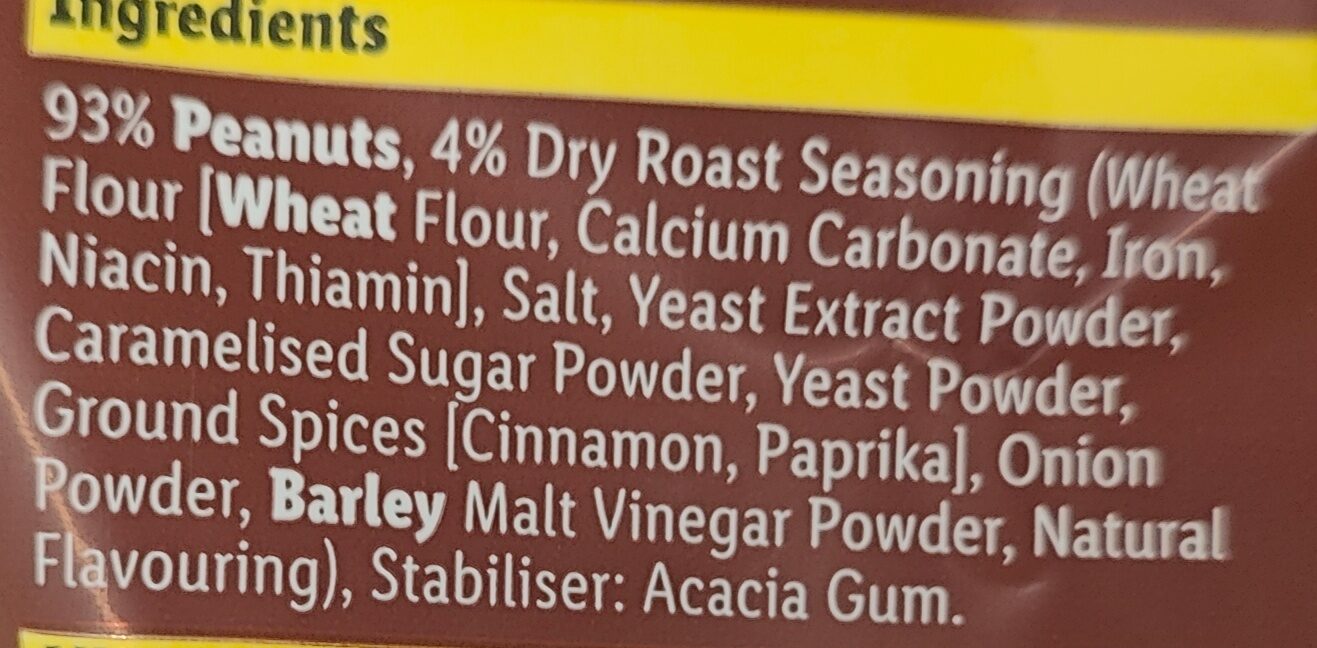 Ingredients
93% Peanuts, 4% Dry Roast Seasoning (Wheat
Flour [Wheat Flour, Calcium Carbonate, Iron,
Niacin, Thiamin], Salt, Yeast Extract Powder,
Caramelised Sugar Powder, Yeast Powder,
Ground Spices [Cinnamon, Paprika], Onion
Powder, Barley Malt Vinegar Powder, Natural
Flavouring), Stabiliser: Acacia Gum.